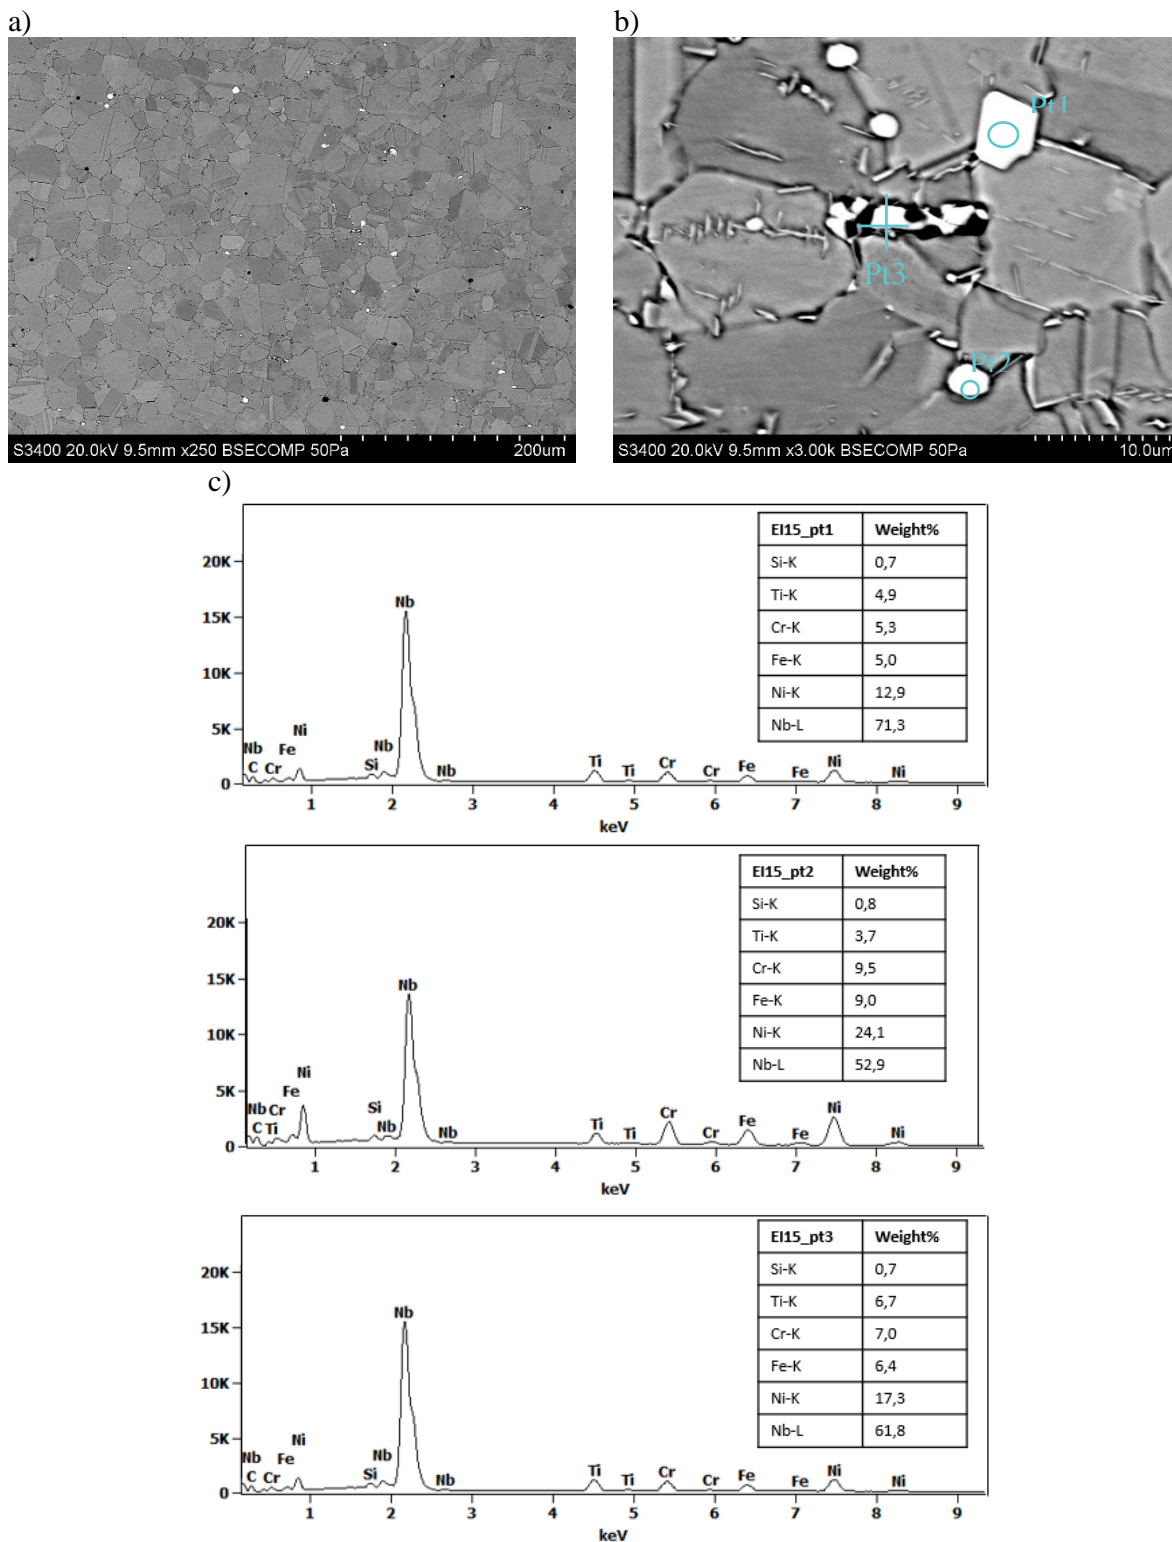 a) b)
Pt1
Pt3
Pt2
S3400 20.0kV 9.5mm x250 BSECOMP 50Pa 200um
S3400 20.0kV 9.5mm x3.00k BSECOMP 50Pa 10.0um
c)
EI15_pt1 Weight%
Si-K 0,7
Ti-K 4,9
Cr-K 5,3
Fe-K 5,0
Ni-K 12,9
Nb-L 71,3
20K
15K
10K
5K
0
Nb
Nb C Cr Fe Ni Si Nb Nb Ti Ti Cr Cr Fe Fe Ni Ni
1 2 3 4 5 6 7 8 9
keV
EI15_pt2 Weight%
Si-K 0,8
Ti-K 3,7
Cr-K 9,5
Fe-K 9,0
Ni-K 24,1
Nb-L 52,9
20K
15K
10K
5K
0
Nb
Nb C Ti Cr Fe Ni Si Nb Nb Ti Ti Cr Cr Fe Fe Ni Ni
1 2 3 4 5 6 7 8 9
keV
EI15_pt3 Weight%
Si-K 0,7
Ti-K 6,7
Cr-K 7,0
Fe-K 6,4
Ni-K 17,3
Nb-L 61,8
20K
15K
10K
5K
0
Nb
Nb C Cr Fe Ni Si Nb Nb Ti Ti Cr Cr Fe Fe Ni Ni
1 2 3 4 5 6 7 8 9
keV